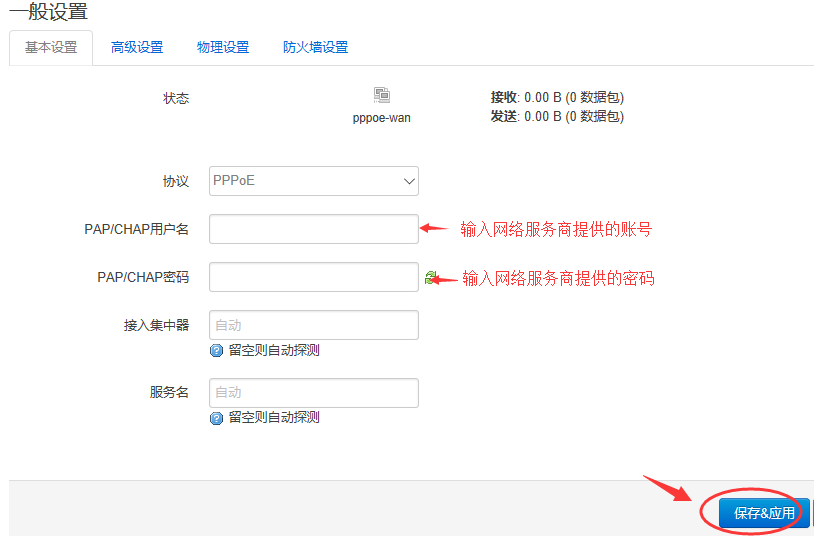 一般设置
基本设置 高级设置 物理设置 防火墙设置
状态
pppoe-wan
接收: 0.00 B (0 数据包)
发送: 0.00 B (0 数据包)
协议 PPPoE
PAP/CHAP用户名 输入网络服务商提供的账号
PAP/CHAP密码 输入网络服务商提供的密码
接入集中器 自动
留空则自动探测
服务名 自动
留空则自动探测
保存&应用